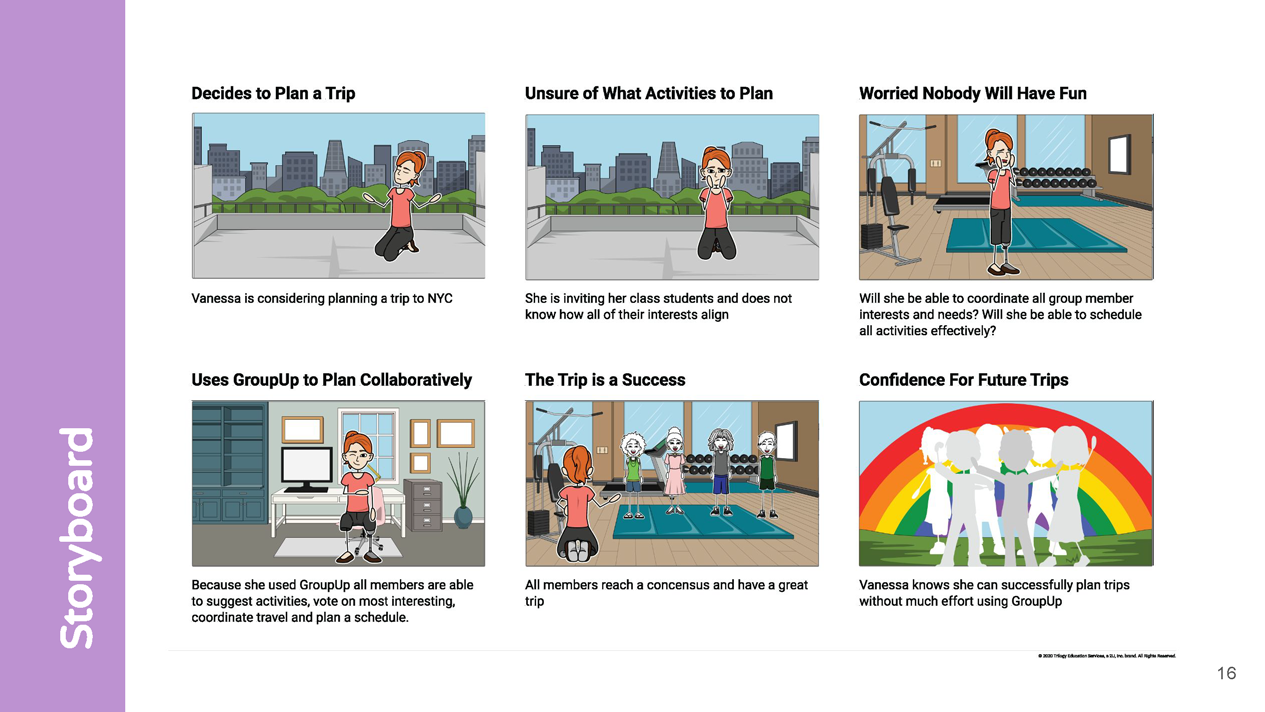 Storyboard
Decides to Plan a Trip
Vanessa is considering planning a trip to NYC
Unsure of What Activities to Plan
She is inviting her class students and does not
know how all of their interests align
Worried Nobody Will Have Fun
Will she be able to coordinate all group member
interests and needs? Will she be able to schedule
all activities effectively?
Uses GroupUp to Plan Collaboratively
Because she used GroupUp all members are able
to suggest activities, vote on most interesting,
coordinate travel and plan a schedule.
The Trip is a Success
All members reach a concensus and have a great
trip
Confidence For Future Trips
Vanessa knows she can successfully plan trips
without much effort using GroupUp
© 2020 Trilogy Education Services, a 2U, Inc. brand. All Rights Reserved.
16